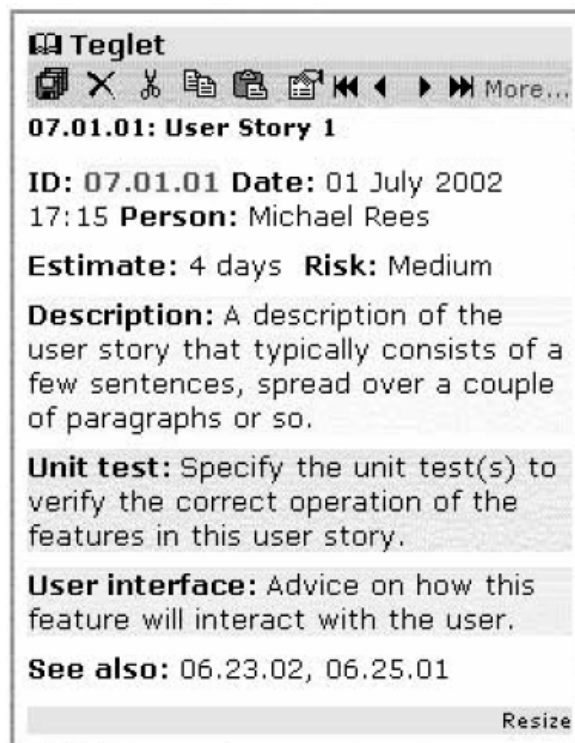 Teglet
More...
07.01.01: User Story 1
ID: 07.01.01 Date: 01 July 2002
17:15 Person: Michael Rees
Estimate: 4 days Risk: Medium
Description: A description of the
user story that typically consists of a
few sentences, spread over a couple
of paragraphs or so.
Unit test: Specify the unit test(s) to
verify the correct operation of the
features in this user story.
User interface: Advice on how this
feature will interact with the user.
See also: 06.23.02, 06.25.01
Resize